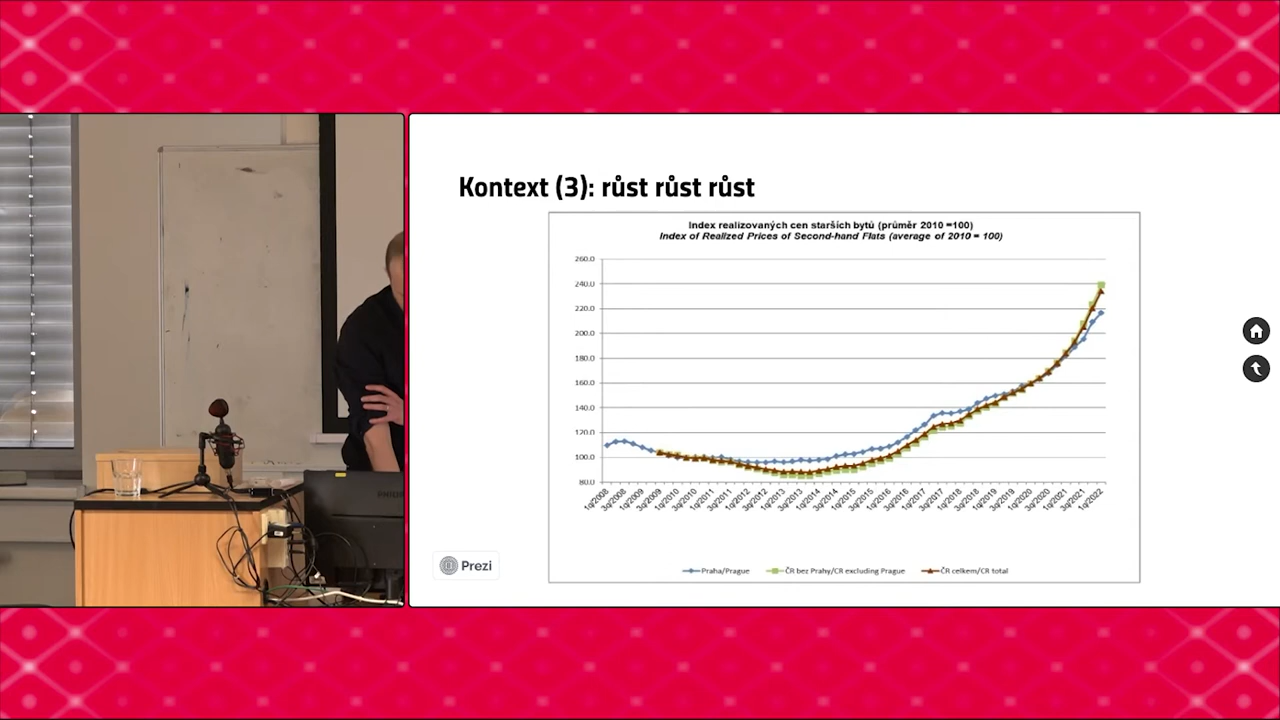 Kontext (3): růst růst růst
Index realizovaných cen starších bytů (průměr 2010 =100)
Index of Realized Prices of Second-hand Flats (average of 2010 = 100)
260.0
240.0
220.0
200.0
180.0
160.0
140.0
120.0
100.0
80.0
1q/2008
3q/2008
1q/2009
3q/2009
1q/2010
3q/2010
1q/2011
3q/2011
1q/2012
3q/2012
1q/2013
3q/2013
1q/2014
3q/2014
1q/2015
3q/2015
1q/2016
3q/2016
1q/2017
3q/2017
1q/2018
3q/2018
1q/2019
3q/2019
1q/2020
3q/2020
1q/2021
3q/2021
1q/2022
Praha/Prague
ČR bez Prahy/CR excluding Prague
ČR celkem/CR total
Prezi